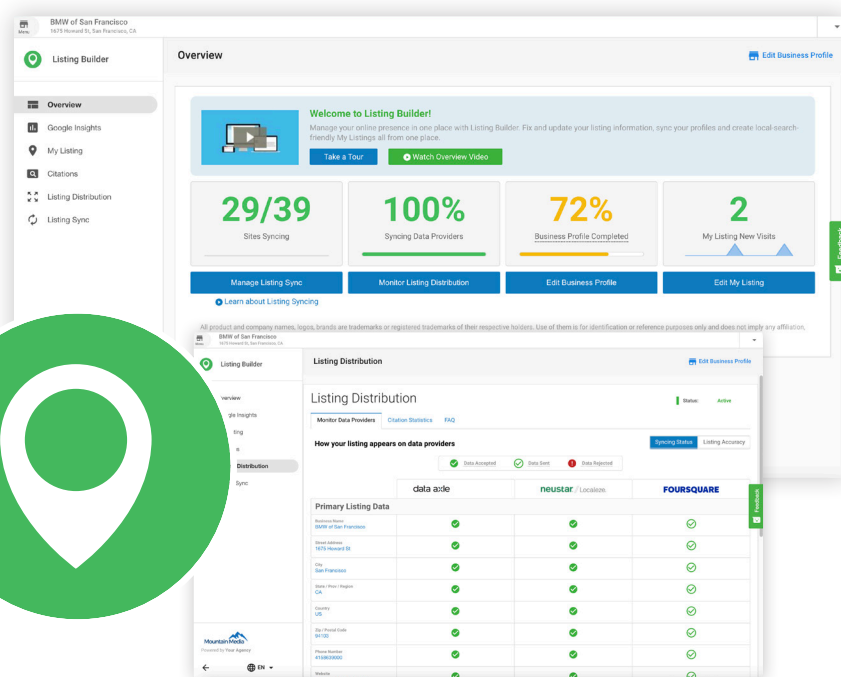 Menu
BMW of San Francisco
1675 Howard St, San Francisco, CA
Listing Builder
Overview
Edit Business Profile
Overview
Google Insights
My Listing
Citations
Listing Distribution
Listing Sync
Welcome to Listing Builder!
Manage your online presence in one place with Listing Builder. Fix and update your listing information, sync your profiles and create local-search-
friendly My Listings all from one place.
Take a Tour
Watch Overview Video
29/39
Sites Syncing
100%
Syncing Data Providers
72%
Business Profile Completed
2
My Listing New Visits
Manage Listing Sync
Monitor Listing Distribution
Edit Business Profile
Edit My Listing
Learn about Listing Syncing
Feedback
All product and company names, logos, brands are trademarks or registered trademarks of their respective holders. Use of them is for identification or reference purposes only and does not imply any affiliation,
Menu
BMW of San Francisco
1675 Howard St, San Francisco, CA
Listing Builder
Listing Distribution
Edit Business Profile
verview
gle Insights
ting
s
Distribution
Sync
Listing Distribution
Status:
Active
Monitor Data Providers
Citation Statistics
FAQ
How your listing appears on data providers
Syncing Status
Listing Accuracy
Data Accepted
Data Sent
Data Rejected
data axle
neustar / Localeze.
FOURSQUARE
Feedback
Primary Listing Data
Business Name
BMW of San Francisco
Street Address
1675 Howard St
City
San Francisco
State / Prov / Region
CA
Country
US
Zip / Postal Code
94103
Phone Number
4158630000
Website
Mountain Media
Powered by Your Agency
EN